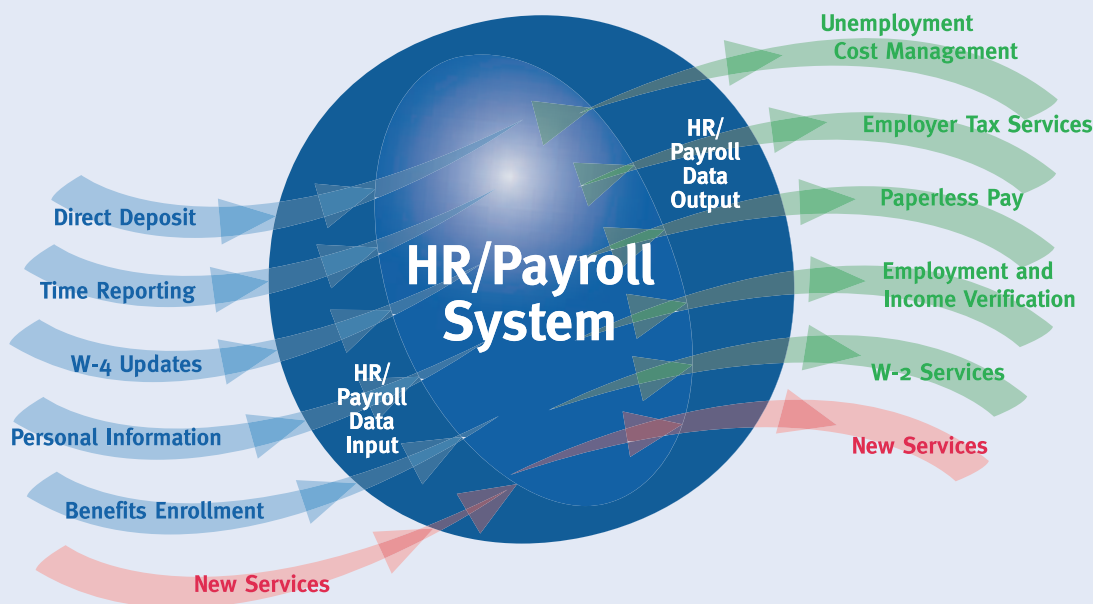 Unemployment
Cost Management
Employer Tax Services
Paperless Pay
Employment and
Income Verification
W-2 Services
New Services
HR/
Payroll
Data
Output
HR/Payroll
System
HR/
Payroll
Data
Input
Direct Deposit
Time Reporting
W-4 Updates
Personal Information
Benefits Enrollment
New Services